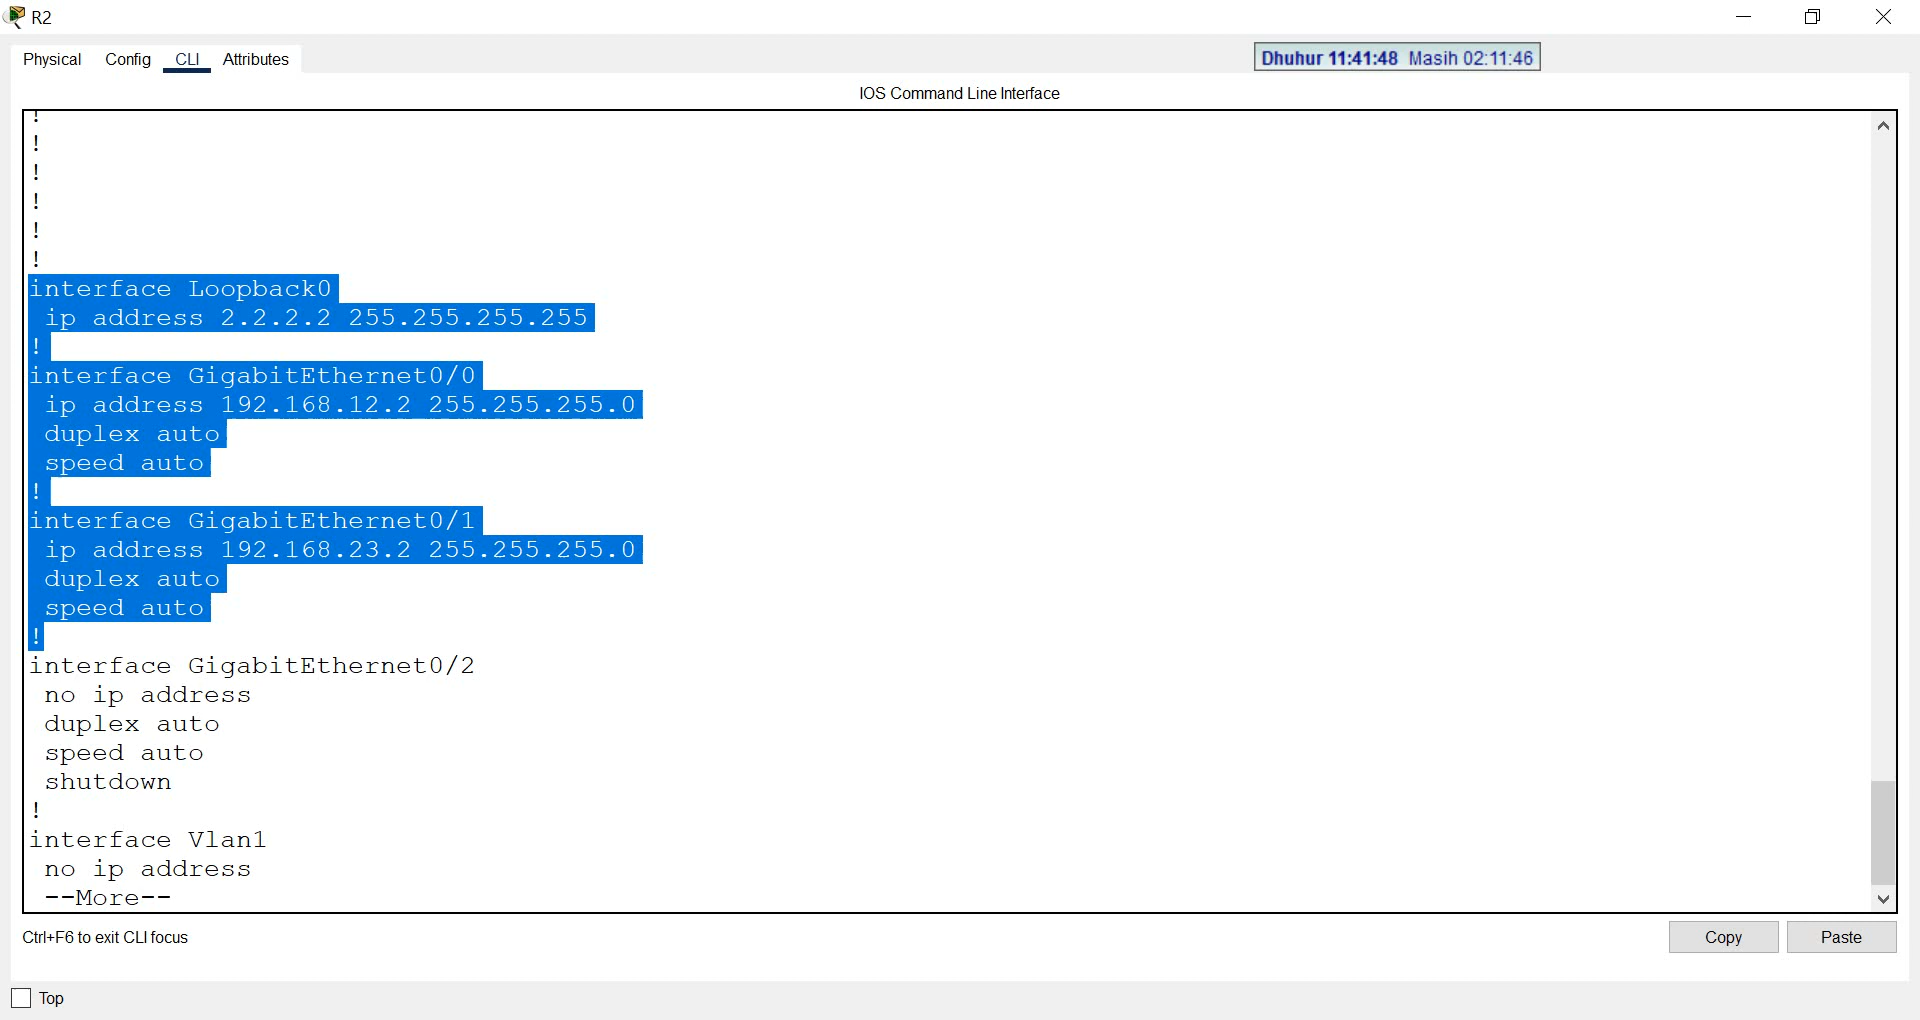 R2
Physical Config CLI Attributes
Dhuhur 11:41:48 Masih 02:11:46
IOS Command Line Interface
!
!
!
!
!
!
interface Loopback0
 ip address 2.2.2.2 255.255.255.255
!
interface GigabitEthernet0/0
 ip address 192.168.12.2 255.255.255.0
 duplex auto
 speed auto
!
interface GigabitEthernet0/1
 ip address 192.168.23.2 255.255.255.0
 duplex auto
 speed auto
!
interface GigabitEthernet0/2
 no ip address
 duplex auto
 speed auto
 shutdown
!
interface Vlan1
 no ip address
 --More--
Ctrl+F6 to exit CLI focus
Copy Paste
Top